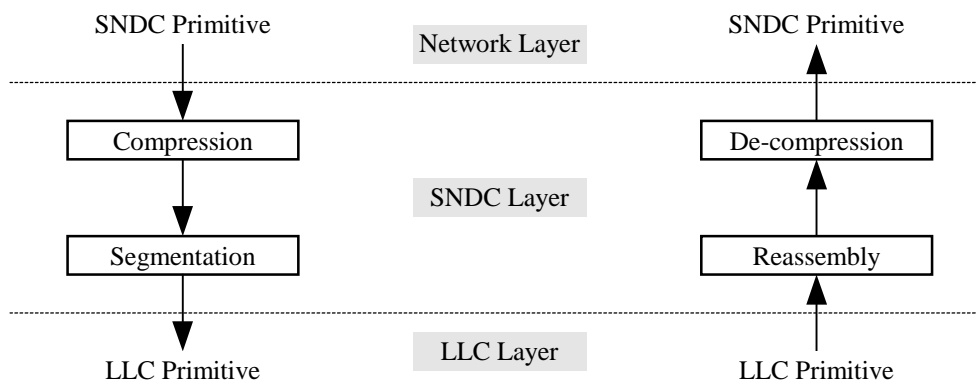 SNDC Primitive
Network Layer
SNDC Primitive
Compression
De-compression
SNDC Layer
Segmentation
Reassembly
LLC Layer
LLC Primitive
LLC Primitive